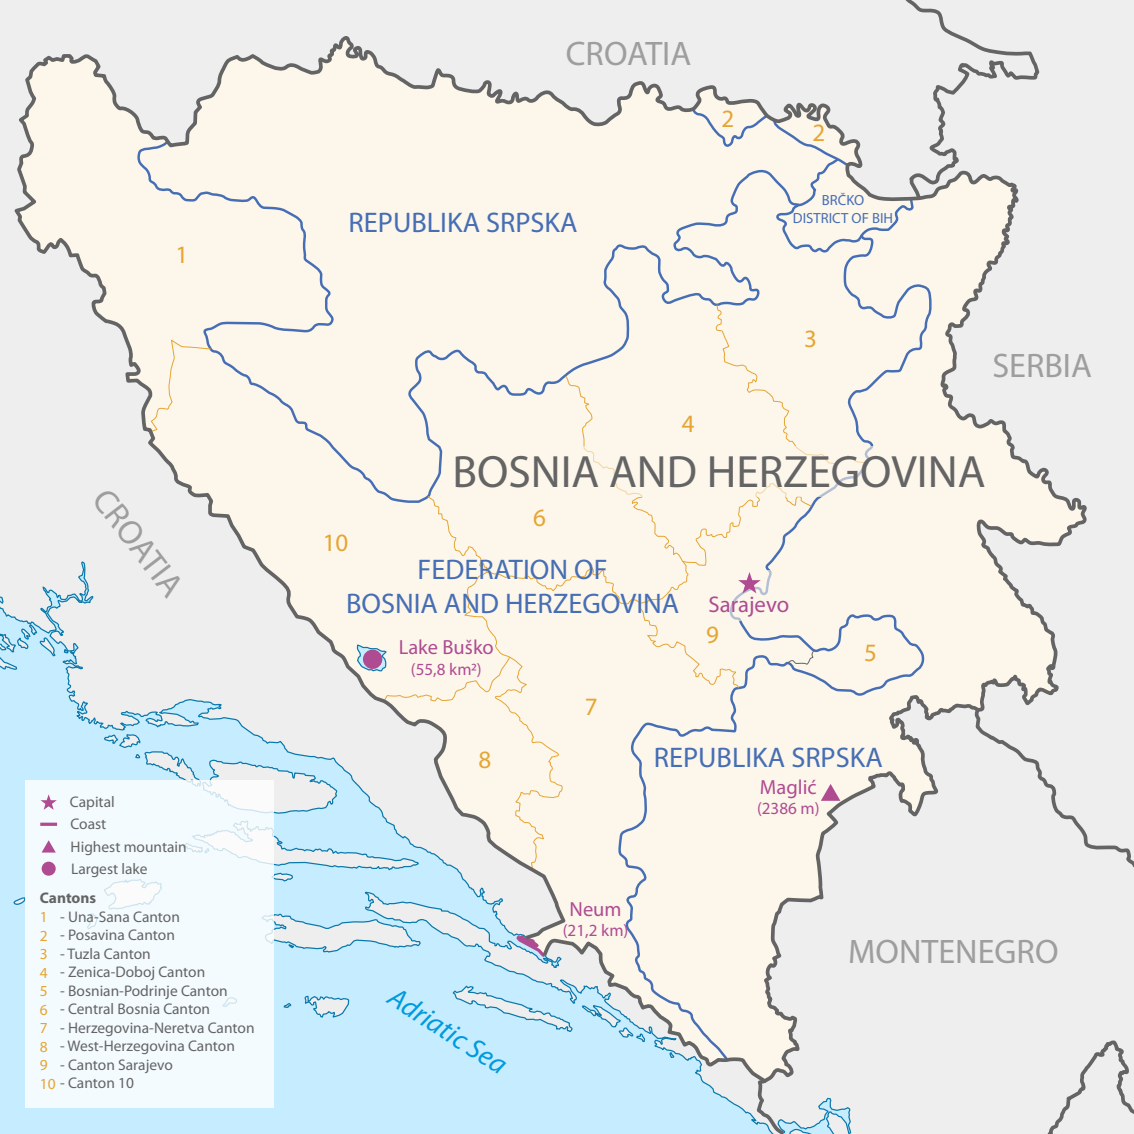 CROATIA
2
2
BRČKO
DISTRICT OF BIH
REPUBLIKA SRPSKA
1
3
SERBIA
4
BOSNIA AND HERZEGOVINA
CROATIA
6
10
FEDERATION OF
BOSNIA AND HERZEGOVINA
Sarajevo
9
5
Lake Buško
(55,8 km²)
7
8
REPUBLIKA SRPSKA
Maglić
(2386 m)
Neum
(21,2 km)
MONTENEGRO
Adriatic Sea
Capital
Coast
Highest mountain
Largest lake
Cantons
1 - Una-Sana Canton
2 - Posavina Canton
3 - Tuzla Canton
4 - Zenica-Doboj Canton
5 - Bosnian-Podrinje Canton
6 - Central Bosnia Canton
7 - Herzegovina-Neretva Canton
8 - West-Herzegovina Canton
9 - Canton Sarajevo
10 - Canton 10